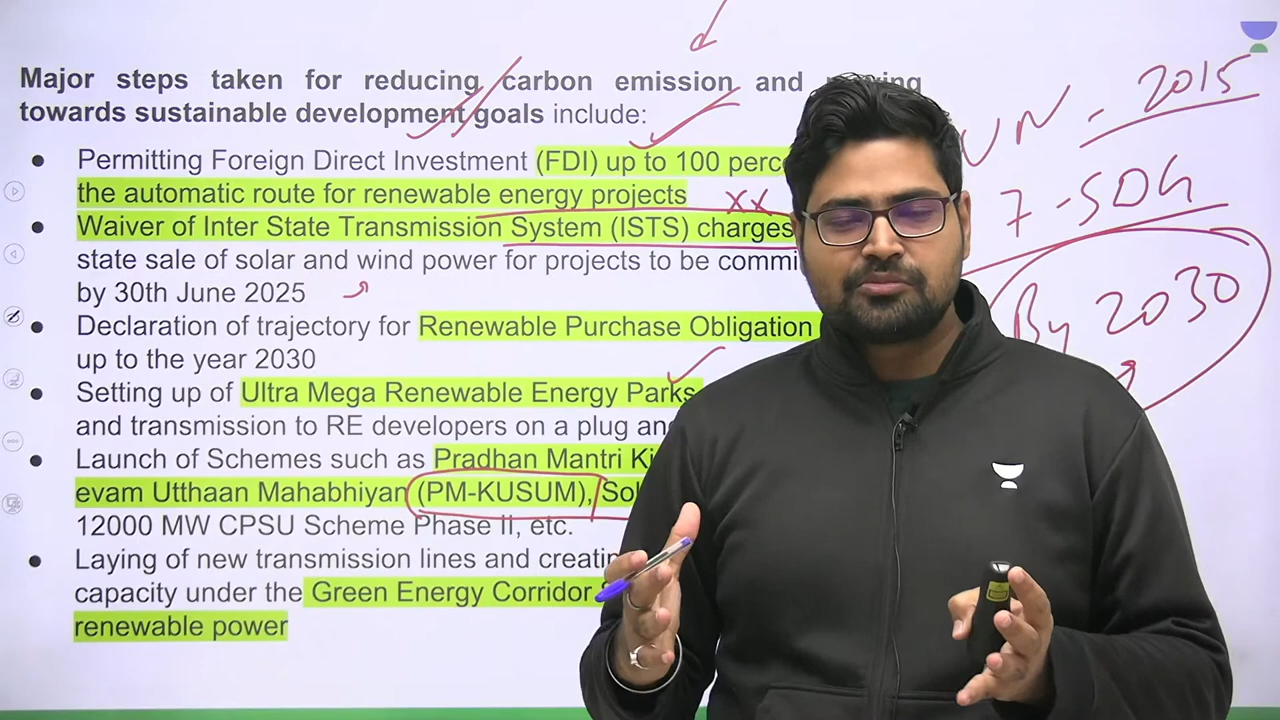 Major steps taken for reducing carbon emission and
towards sustainable development goals include:
Permitting Foreign Direct Investment (FDI) up to 100
the automatic route for renewable energy projects
Waiver of Inter State Transmission System (ISTS) charges
state sale of solar and wind power for projects to be
by 30th June 2025
Declaration of trajectory for Renewable Purchase Obligation
up to the year 2030
Setting up of Ultra Mega Renewable Energy Parks
and transmission to RE developers on a plug
Launch of Schemes such as Pradhan Mantri
evam Utthaan Mahabhiyan (PM-KUSUM),
12000 MW CPSU Scheme Phase II, etc.
Laying of new transmission lines and
capacity under the Green Energy Corridor
renewable power
xx
UN - 2015
7 - SDG
By 2030